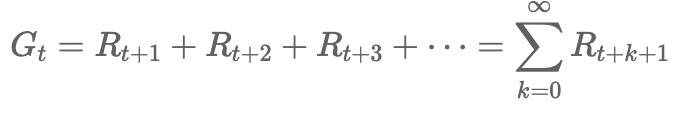 $G_t = R_{t+1} + R_{t+2} + R_{t+3} + \cdots = \sum_{k=0}^{\infty} R_{t+k+1}$